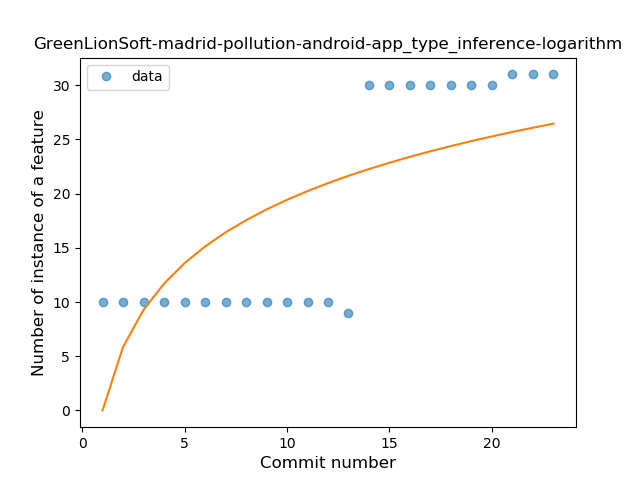 GreenLionSoft-madrid-pollution-android-app_type_inference-logarithm
data
Number of instance of a feature
30
25
20
15
10
5
0
0 5 10 15 20
Commit number